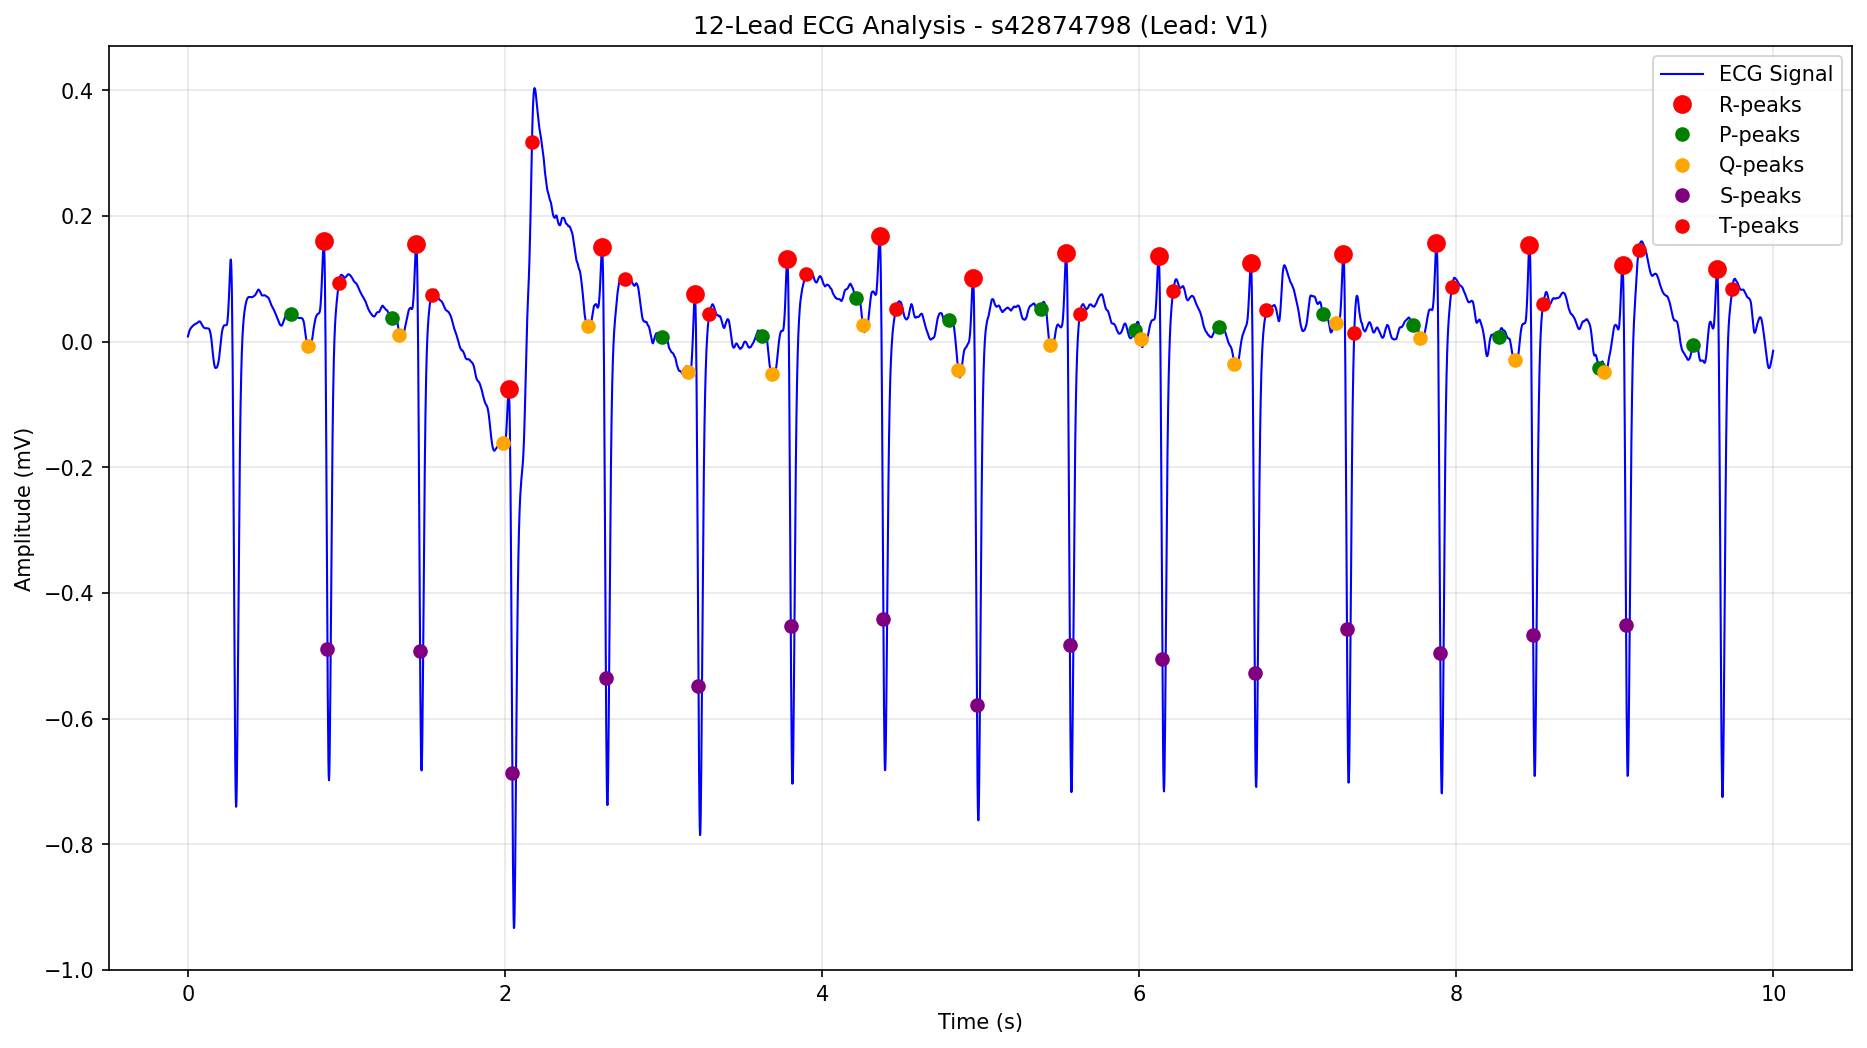 12-Lead ECG Analysis - s42874798 (Lead: V1)
ECG Signal
R-peaks
P-peaks
Q-peaks
S-peaks
T-peaks
Amplitude (mV)
0.4
0.2
0.0
−0.2
−0.4
−0.6
−0.8
−1.0
0
2
4
6
8
10
Time (s)